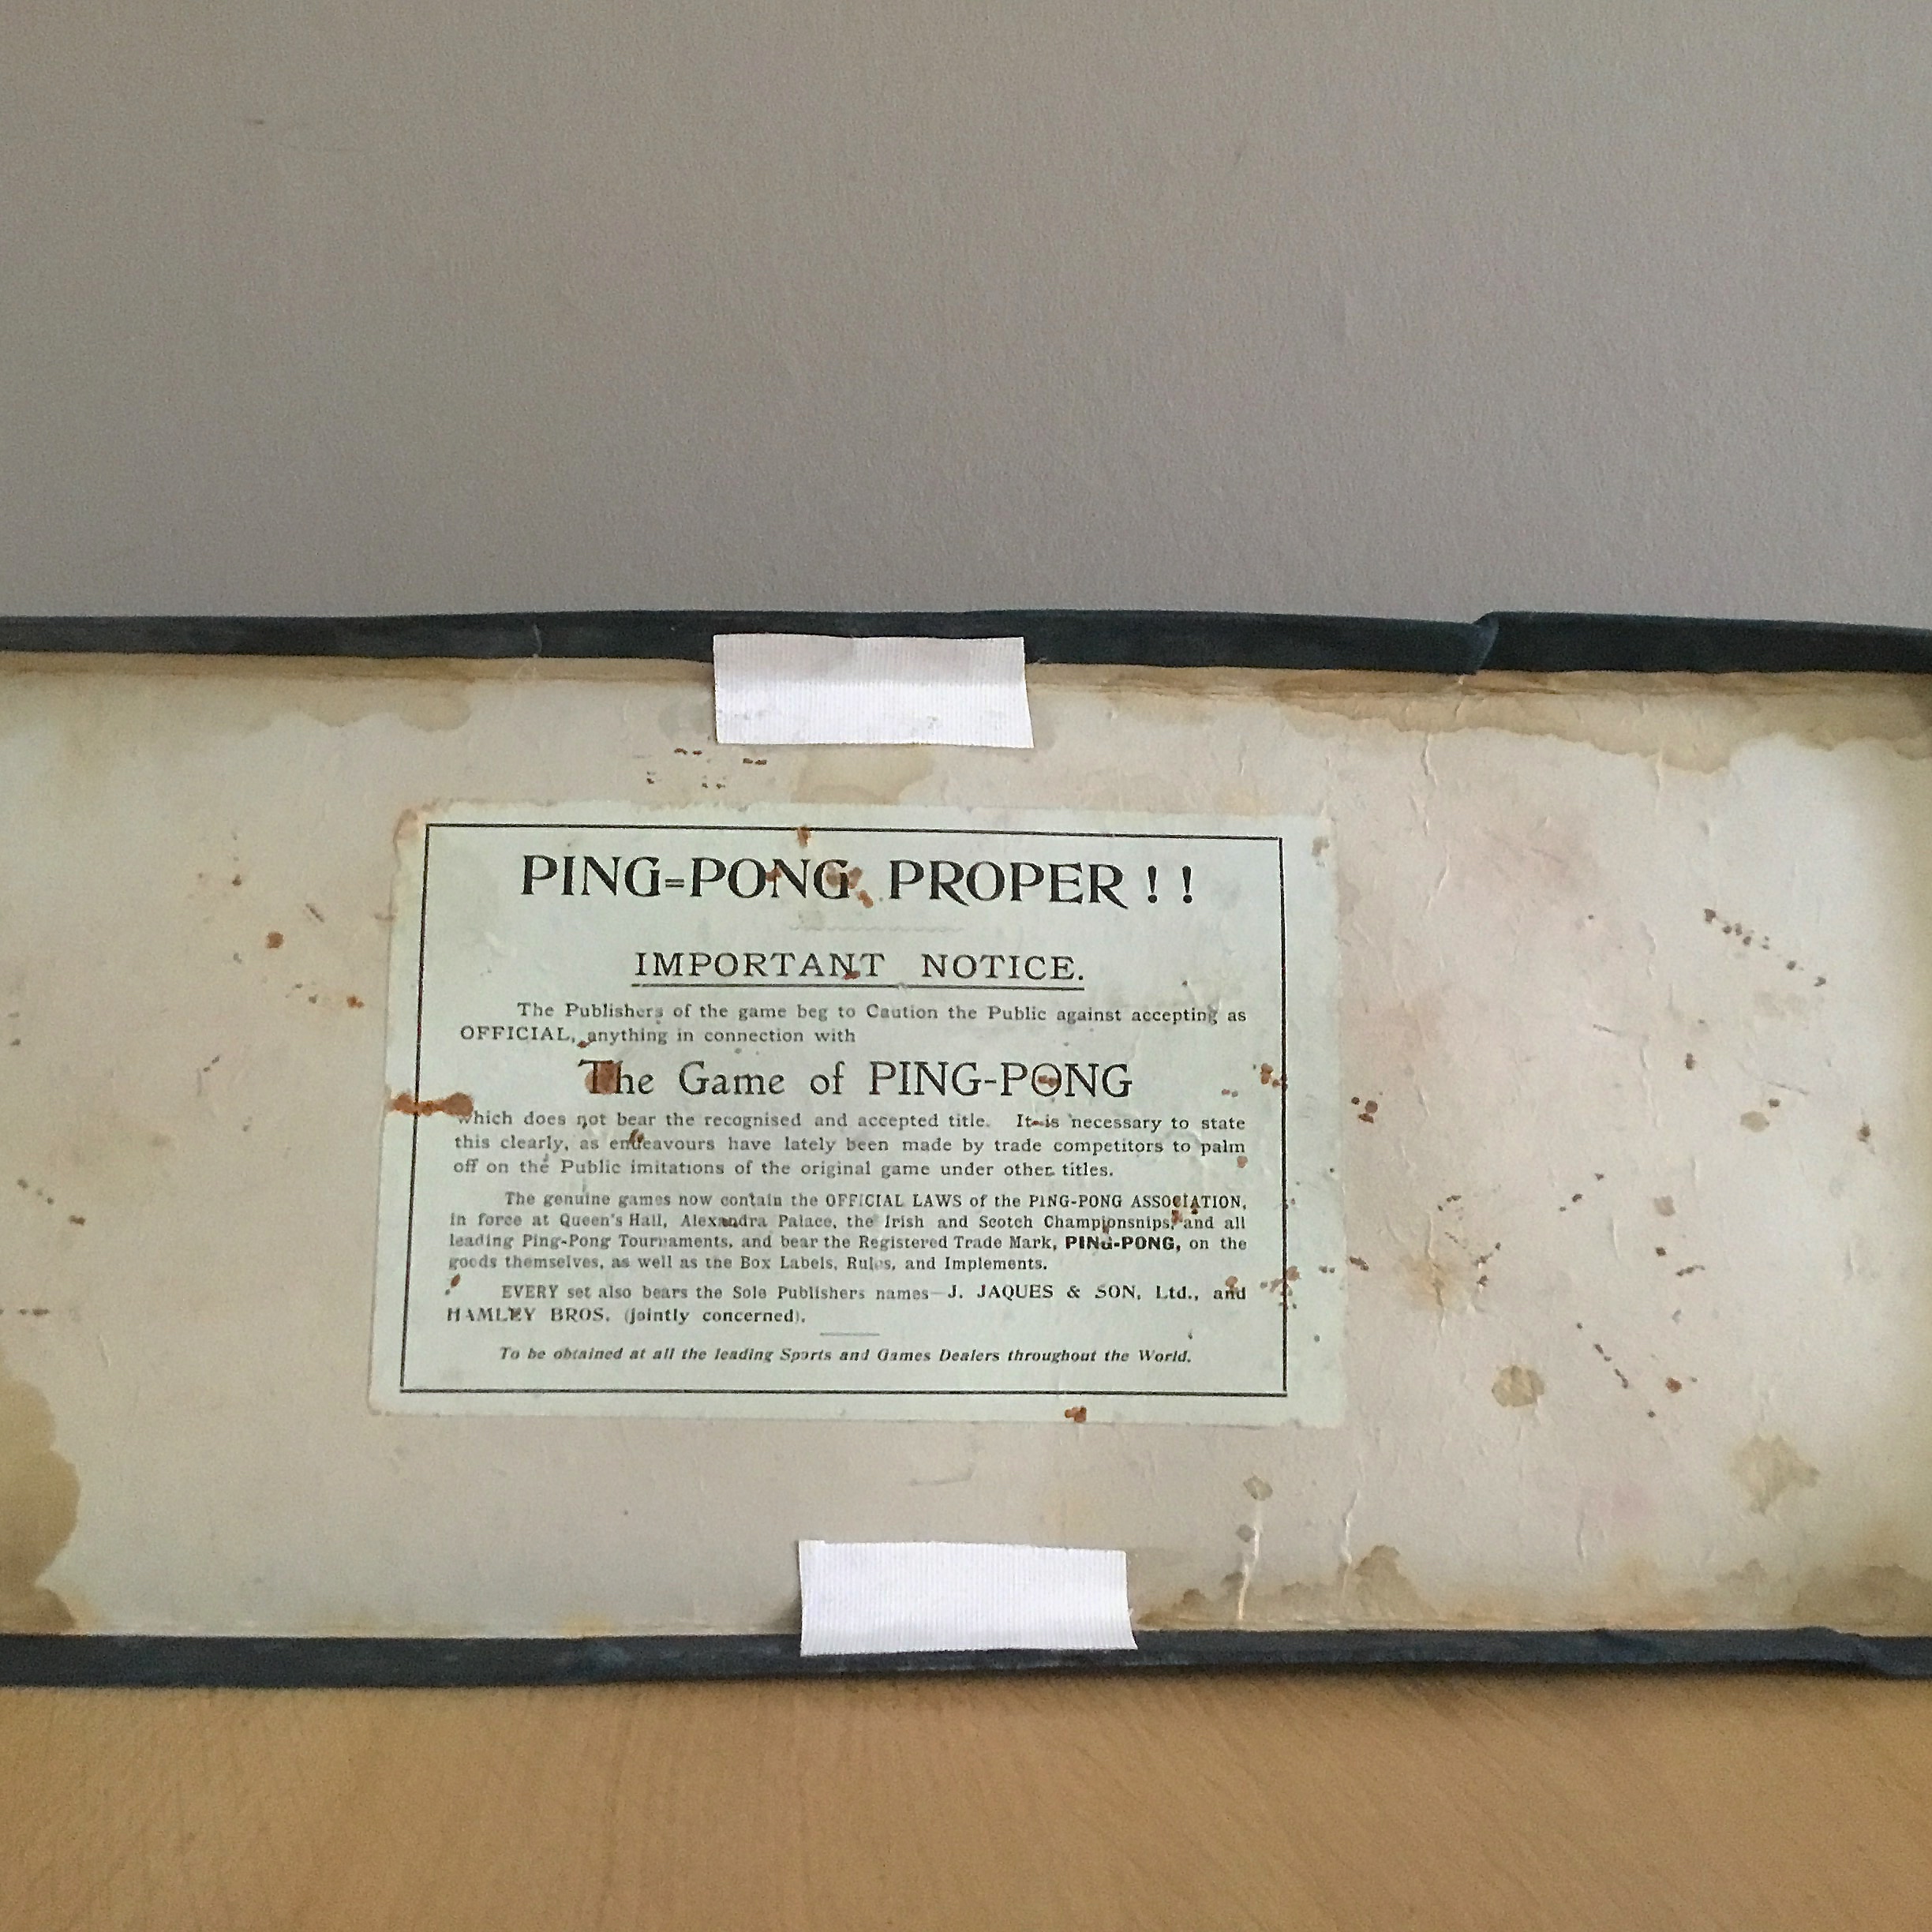 PING=PONG PROPER ! !
IMPORTANT NOTICE.
The Publishers of the game beg to Caution the Public against accepting as
OFFICIAL, anything in connection with
The Game of PING-PONG
which does not bear the recognised and accepted title. It is necessary to state
this clearly, as endeavours have lately been made by trade competitors to palm
off on the Public imitations of the original game under other titles.
The genuine games now contain the OFFICIAL LAWS of the PING-PONG ASSOCIATION,
in force at Queen's Hall, Alexandra Palace, the Irish and Scotch Championships, and all
leading Ping-Pong Tournaments, and bear the Registered Trade Mark, PING-PONG, on the
goods themselves, as well as the Box Labels, Rules, and Implements.
EVERY set also bears the Sole Publishers names—J. JAQUES & SON, Ltd., and
HAMLEY BROS. (jointly concerned).
To be obtained at all the leading Sports and Games Dealers throughout the World.